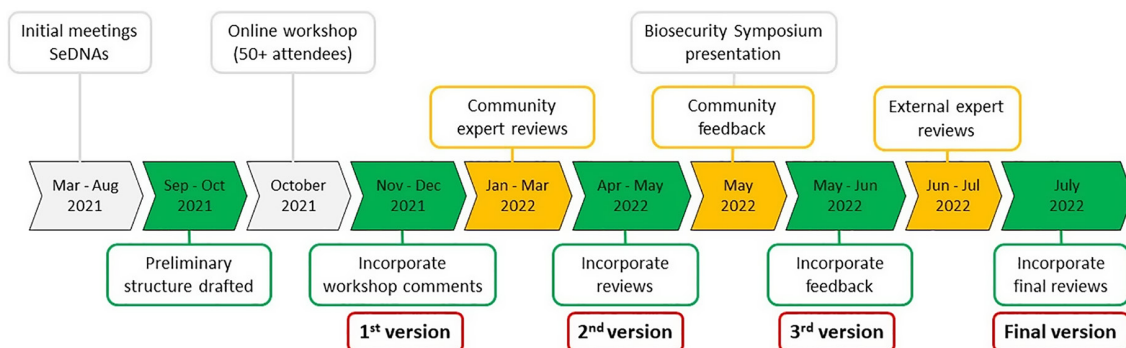 Initial meetings
SeDNAs
Online workshop
(50+ attendees)
Biosecurity Symposium
presentation
Community
expert reviews
Community
feedback
External expert
reviews
Mar - Aug
2021
Sep - Oct
2021
October
2021
Nov - Dec
2021
Jan - Mar
2022
Apr - May
2022
May
2022
May - Jun
2022
Jun - Jul
2022
July
2022
Preliminary
structure drafted
Incorporate
workshop comments
Incorporate
reviews
Incorporate
feedback
Incorporate
final reviews
1st version
2nd version
3rd version
Final version